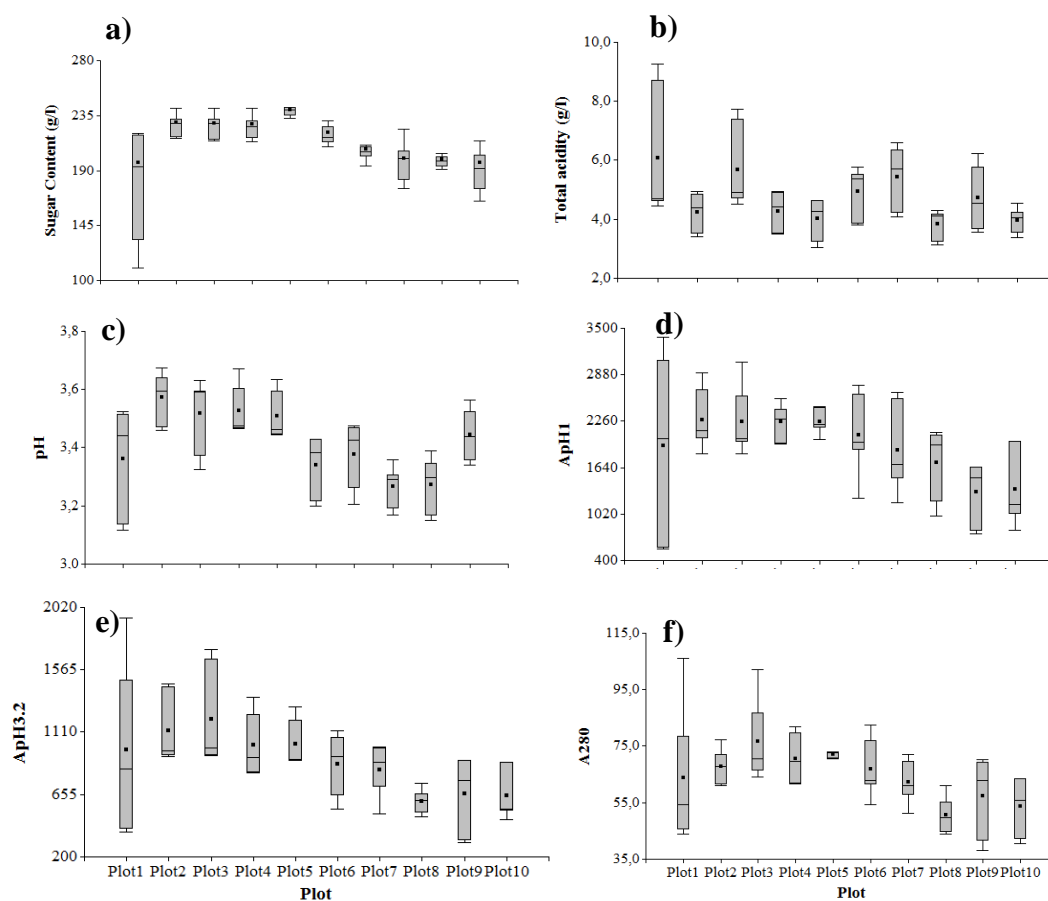 a)
280
235
190
145
100
Sugar Content (g/l)
b)
10,0
8,0
6,0
4,0
2,0
Total acidity (g/l)
c)
3,8
3,6
3,4
3,2
3,0
pH
d)
3500
2880
2260
1640
1020
400
ApH1
e)
2020
1565
1110
655
200
ApH3.2
Plot1 Plot2 Plot3 Plot4 Plot5 Plot6 Plot7 Plot8 Plot9 Plot10
Plot
f)
115,0
95,0
75,0
55,0
35,0
A280
Plot1 Plot2 Plot3 Plot4 Plot5 Plot6 Plot7 Plot8 Plot9 Plot10
Plot